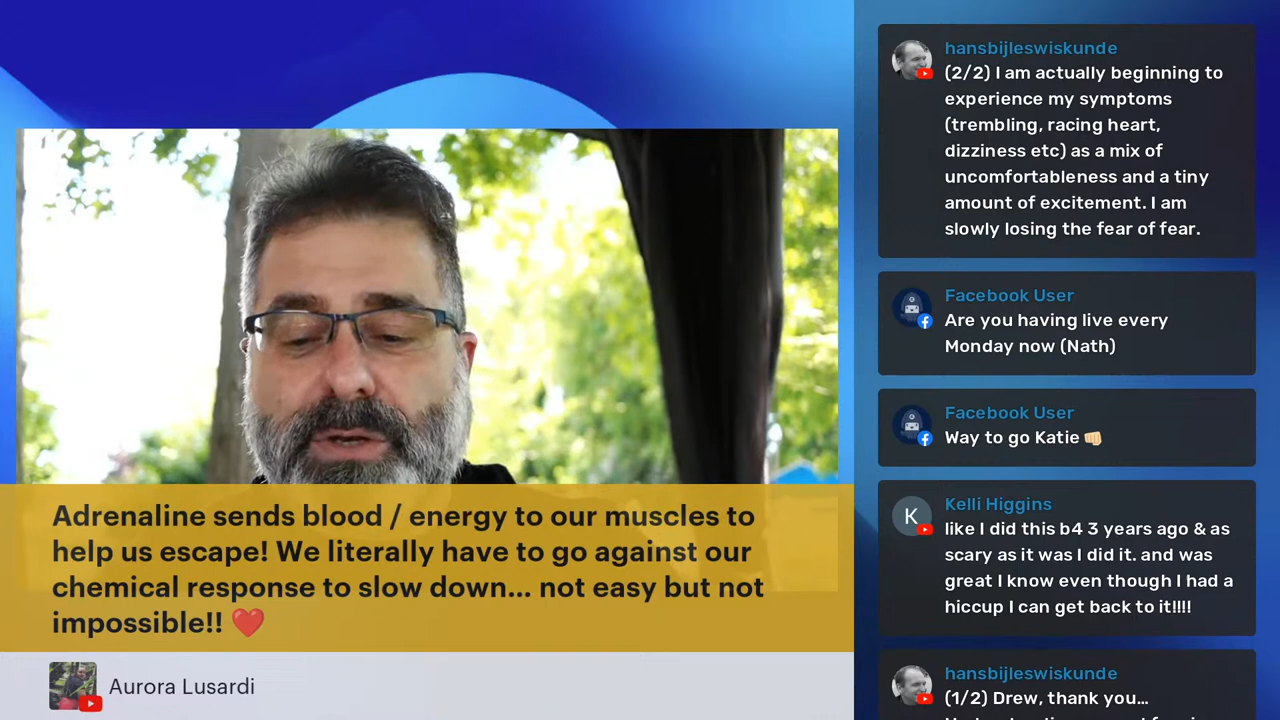 Adrenaline sends blood / energy to our muscles to
help us escape! We literally have to go against our
chemical response to slow down... not easy but not
impossible!! ❤️
Aurora Lusardi
hansbijleswiskunde
(2/2) I am actually beginning to
experience my symptoms
(trembling, racing heart,
dizziness etc) as a mix of
uncomfortableness and a tiny
amount of excitement. I am
slowly losing the fear of fear.
Facebook User
Are you having live every
Monday now (Nath)
Facebook User
Way to go Katie 👊🏼
K
Kelli Higgins
like I did this b4 3 years ago & as
scary as it was I did it. and was
great I know even though I had a
hiccup I can get back to it!!!!
hansbijleswiskunde
(1/2) Drew, thank you...